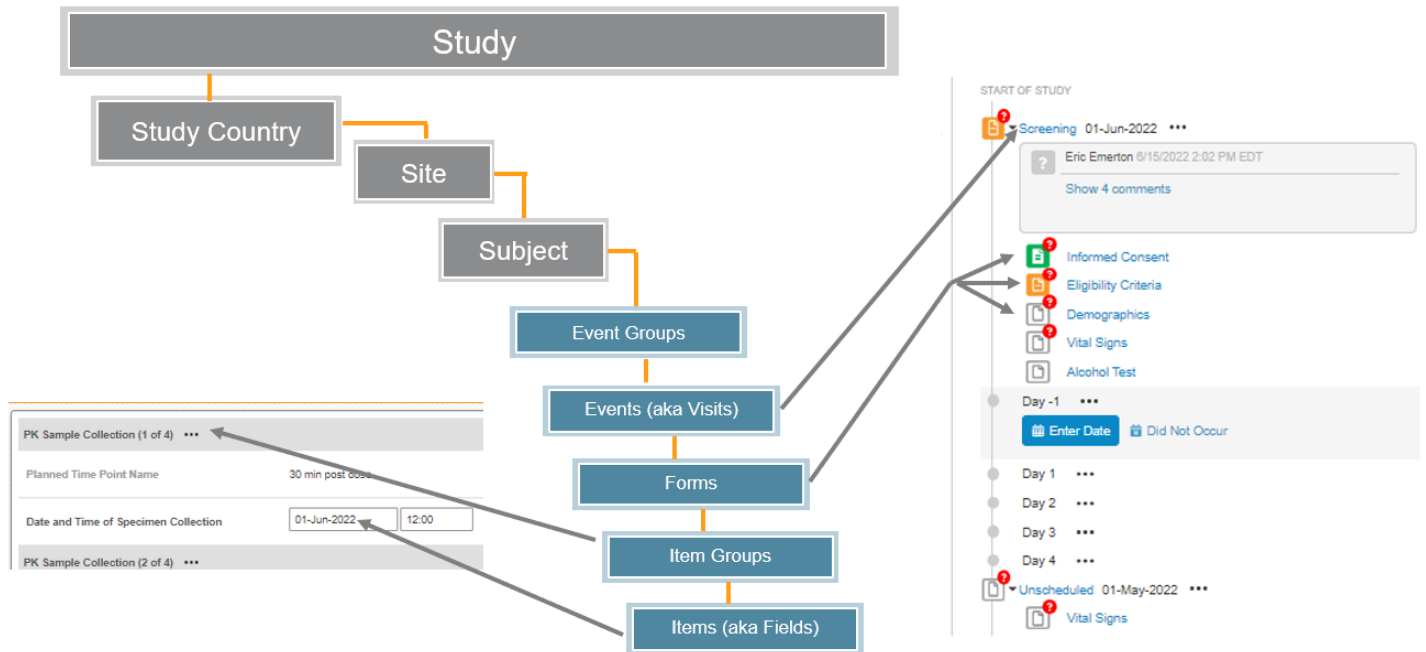 Study
Study Country
Site
Subject
Event Groups
Events (aka Visits)
Forms
Item Groups
Items (aka Fields)
PK Sample Collection (1 of 4) •••
Planned Time Point Name 30 min post dose
Date and Time of Specimen Collection 01-Jun-2022 12:00
PK Sample Collection (2 of 4) •••
START OF STUDY
? Screening 01-Jun-2022 •••
? Eric Emerton 6/15/2022 2:02 PM EDT
Show 4 comments
? Informed Consent
? Eligibility Criteria
? Demographics
? Vital Signs
Alcohol Test
Day -1 •••
Enter Date Did Not Occur
Day 1 •••
Day 2 •••
Day 3 •••
Day 4 •••
? Unscheduled 01-May-2022 •••
? Vital Signs